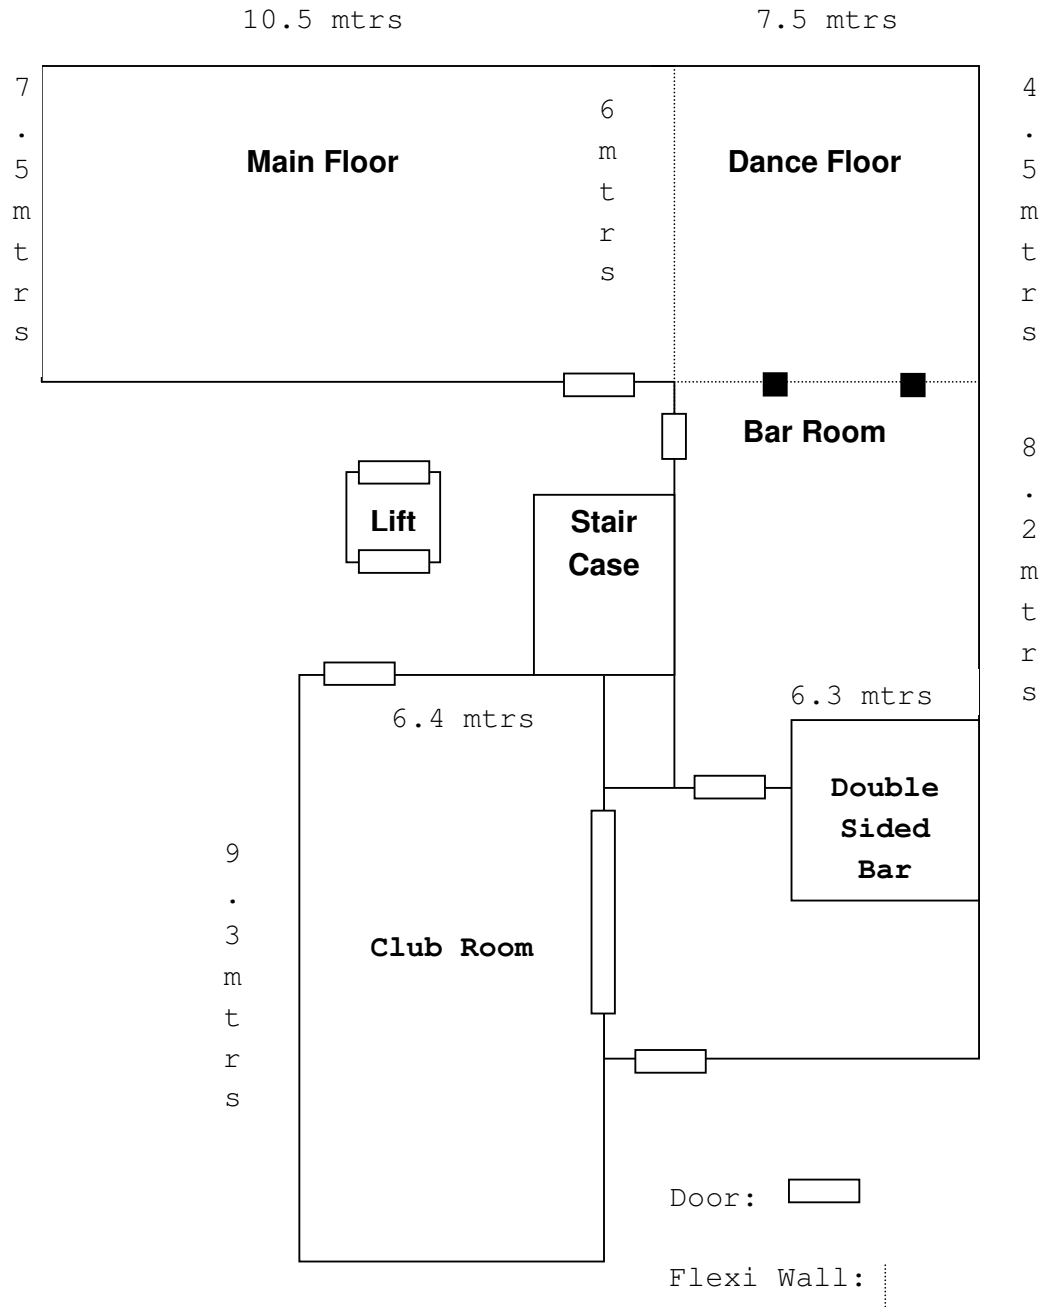 10.5 mtrs
7.5 mtrs
7.5 mtrs
Main Floor
6 mtrs
Dance Floor
4.5 mtrs
Bar Room
8.2 mtrs
Lift
Stair
Case
6.4 mtrs
6.3 mtrs
Double
Sided
Bar
9.3 mtrs
Club Room
Door:
Flexi Wall: